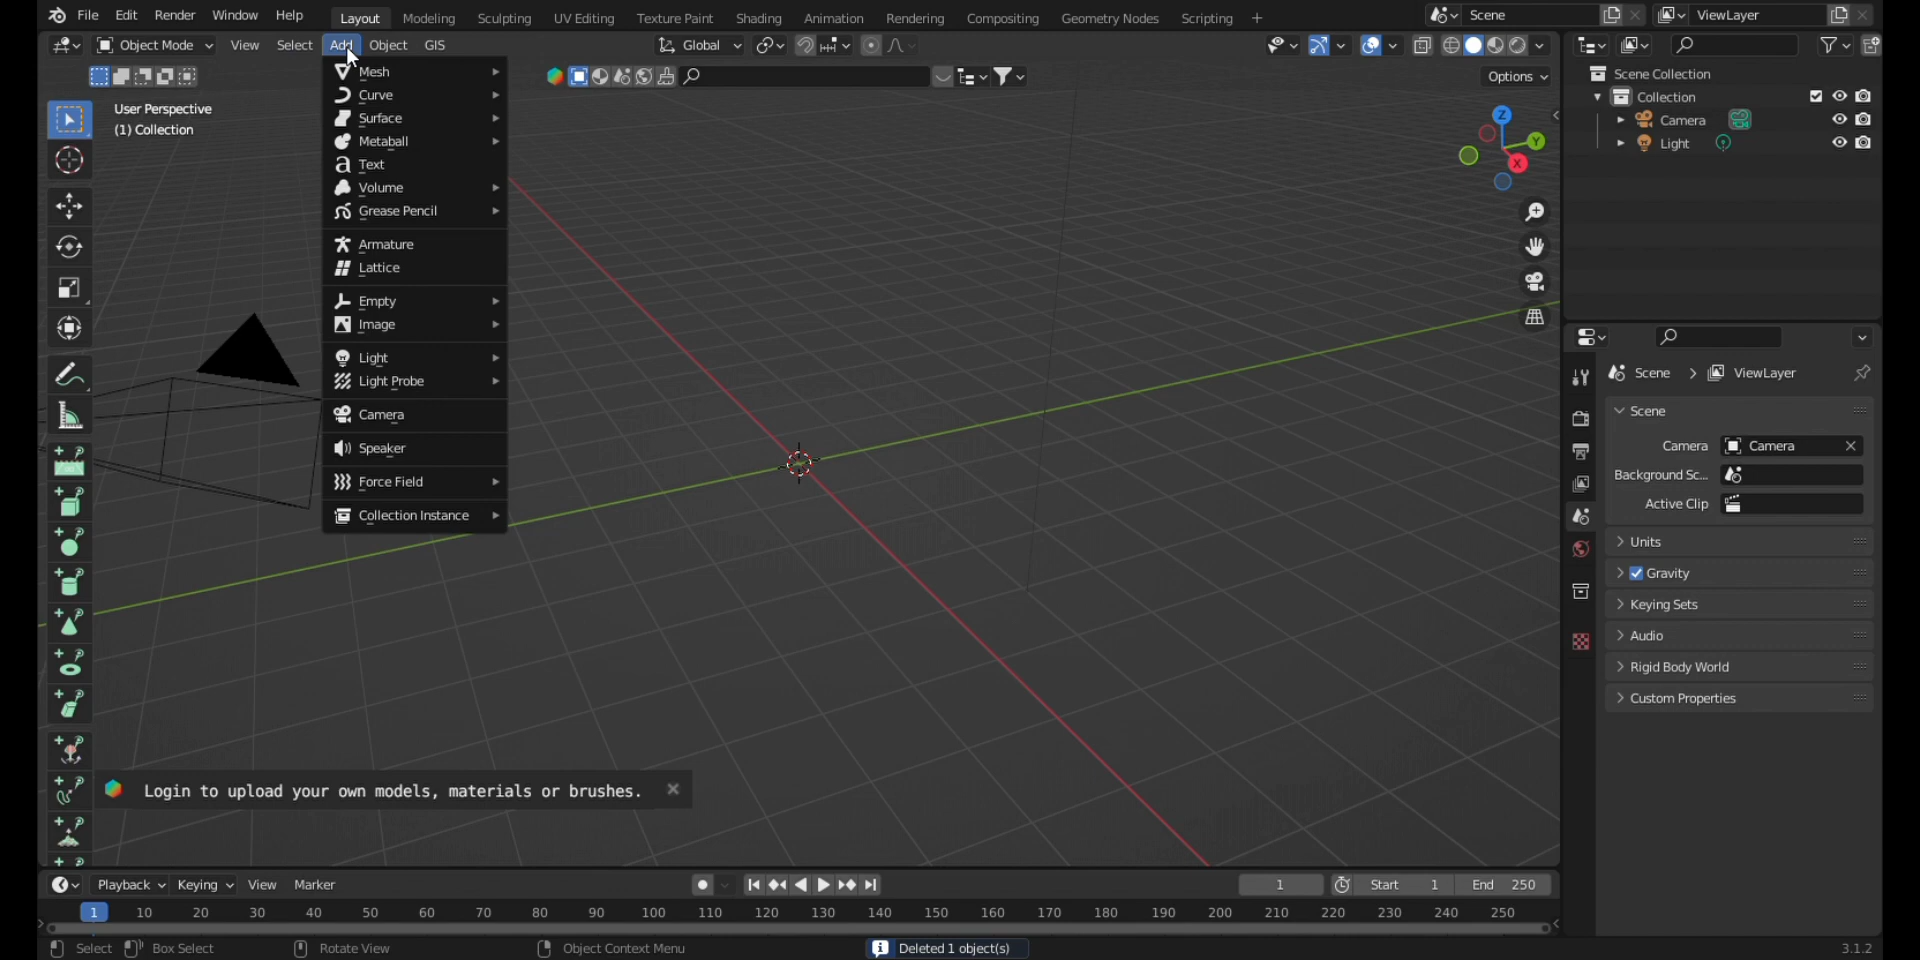 File Edit Render Window Help Layout Modeling Sculpting UV Editing Texture Paint Shading Animation Rendering Compositing Geometry Nodes Scripting + Scene ViewLayer
Object Mode View Select Add Object GIS Global
Options
User Perspective
(1) Collection
Mesh
Curve
Surface
Metaball
Text
Volume
Grease Pencil
Armature
Lattice
Empty
Image
Light
Light Probe
Camera
Speaker
Force Field
Collection Instance
Z
Y
X
Login to upload your own models, materials or brushes.
Scene Collection
Collection
Camera
Light
Scene > ViewLayer
Scene
Camera Camera
Background Sc...
Active Clip
Units
Gravity
Keying Sets
Audio
Rigid Body World
Custom Properties
Playback Keying View Marker 1 Start 1 End 250
1 10 20 30 40 50 60 70 80 90 100 110 120 130 140 150 160 170 180 190 200 210 220 230 240 250
Select Box Select Rotate View Object Context Menu Deleted 1 object(s) 3.1.2